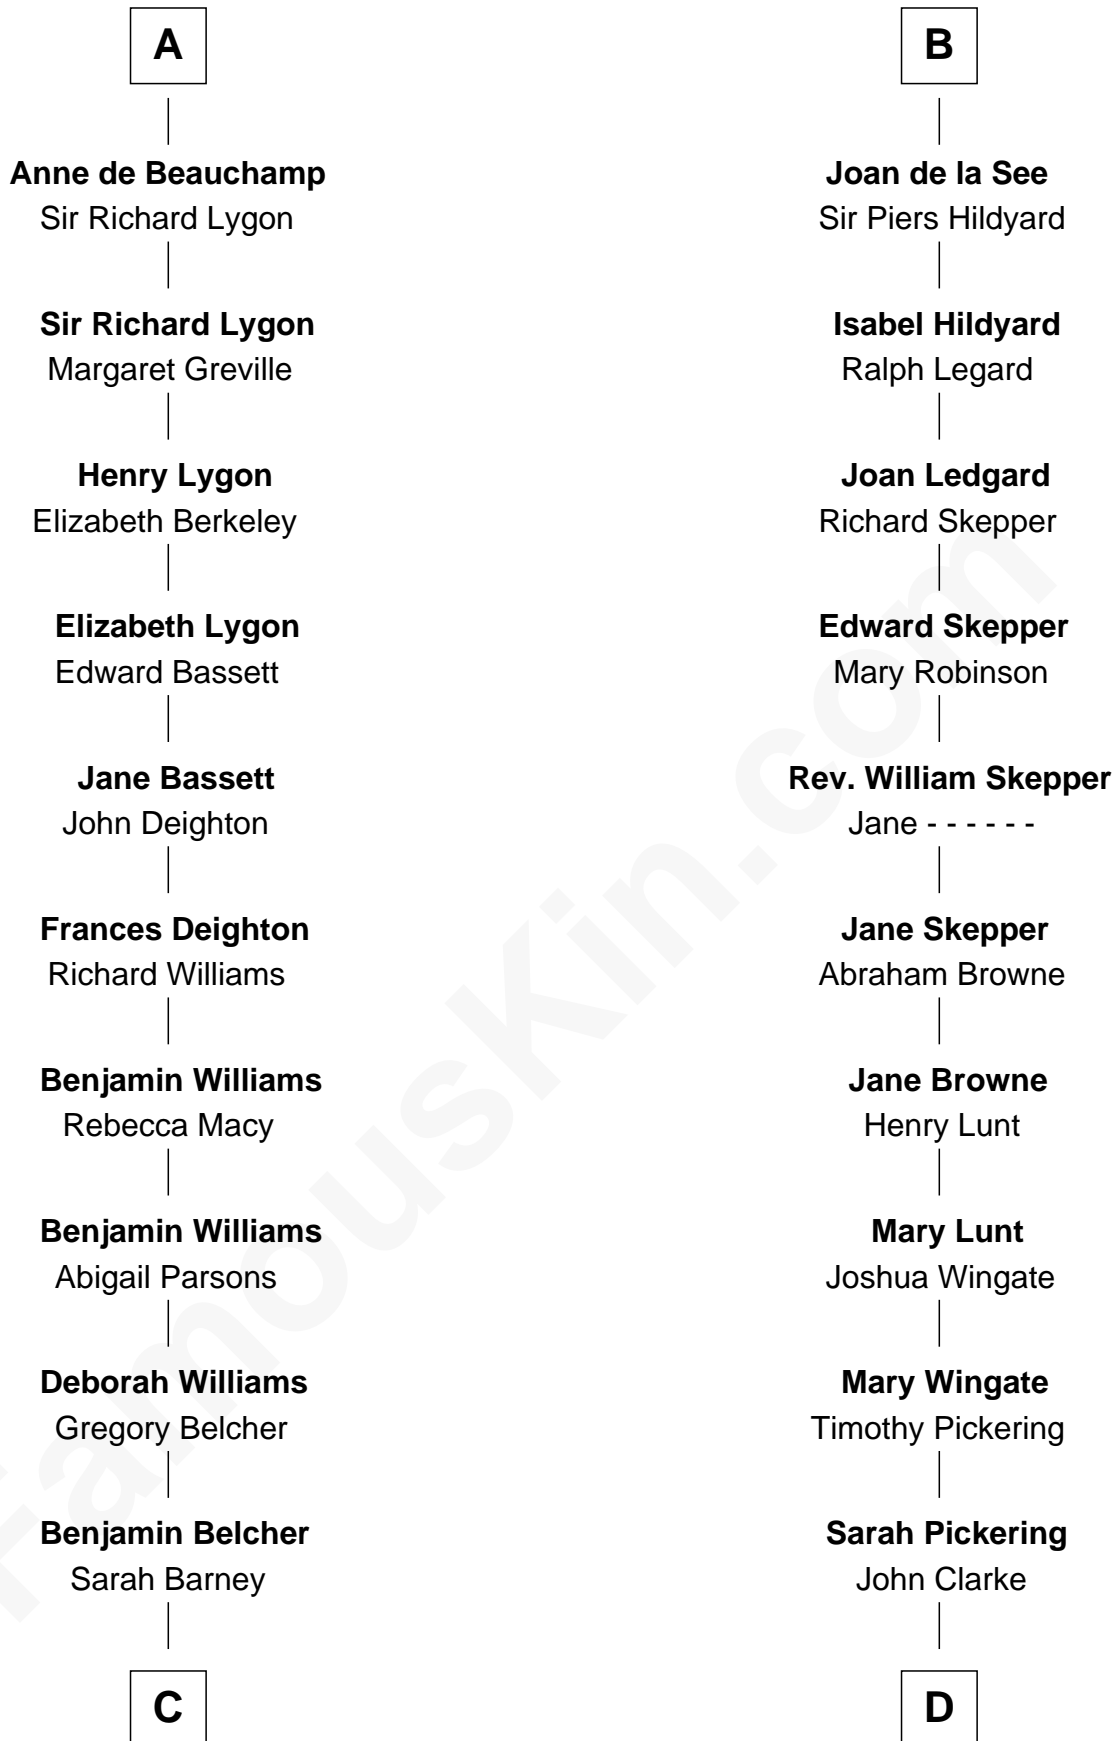 A
Anne de Beauchamp
Sir Richard Lygon
Sir Richard Lygon
Margaret Greville
Henry Lygon
Elizabeth Berkeley
Elizabeth Lygon
Edward Bassett
Jane Bassett
John Deighton
Frances Deighton
Richard Williams
Benjamin Williams
Rebecca Macy
Benjamin Williams
Abigail Parsons
Deborah Williams
Gregory Belcher
Benjamin Belcher
Sarah Barney
C
B
Joan de la See
Sir Piers Hildyard
Isabel Hildyard
Ralph Legard
Joan Ledgard
Richard Skepper
Edward Skepper
Mary Robinson
Rev. William Skepper
Jane - - - - - -
Jane Skepper
Abraham Browne
Jane Browne
Henry Lunt
Mary Lunt
Joshua Wingate
Mary Wingate
Timothy Pickering
Sarah Pickering
John Clarke
D
FamousKin.com